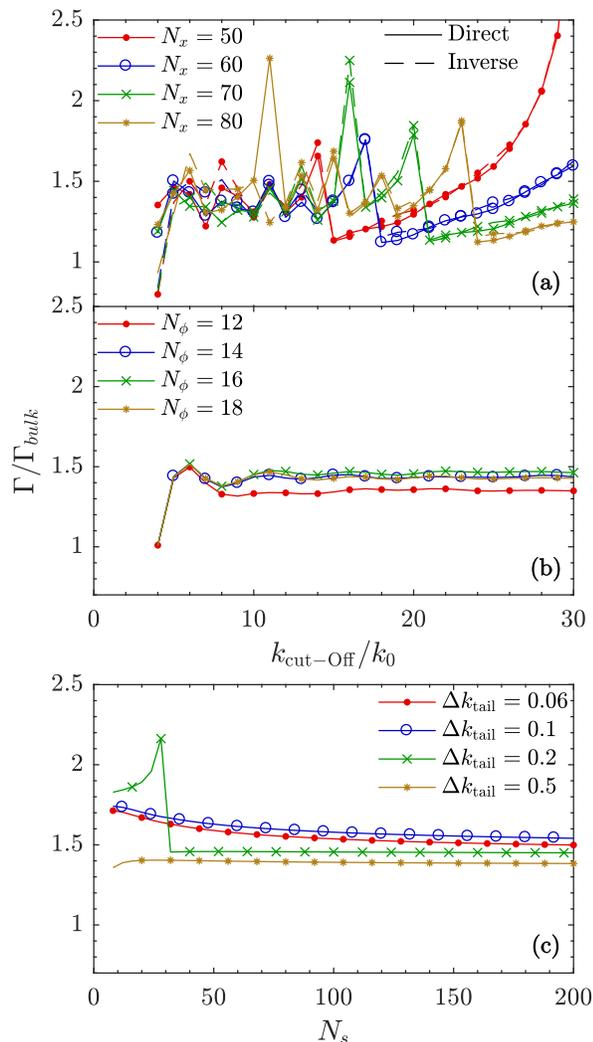 2.5
2
1.5
1
N_x = 50
N_x = 60
N_x = 70
N_x = 80
Direct
Inverse
(a)
Γ/Γ_bulk
2.5
2
1.5
1
N_ϕ = 12
N_ϕ = 14
N_ϕ = 16
N_ϕ = 18
(b)
0 10 20 30
k_cut−Off/k_0
2.5
2
1.5
1
Δk_tail = 0.06
Δk_tail = 0.1
Δk_tail = 0.2
Δk_tail = 0.5
(c)
0 50 100 150 200
N_s